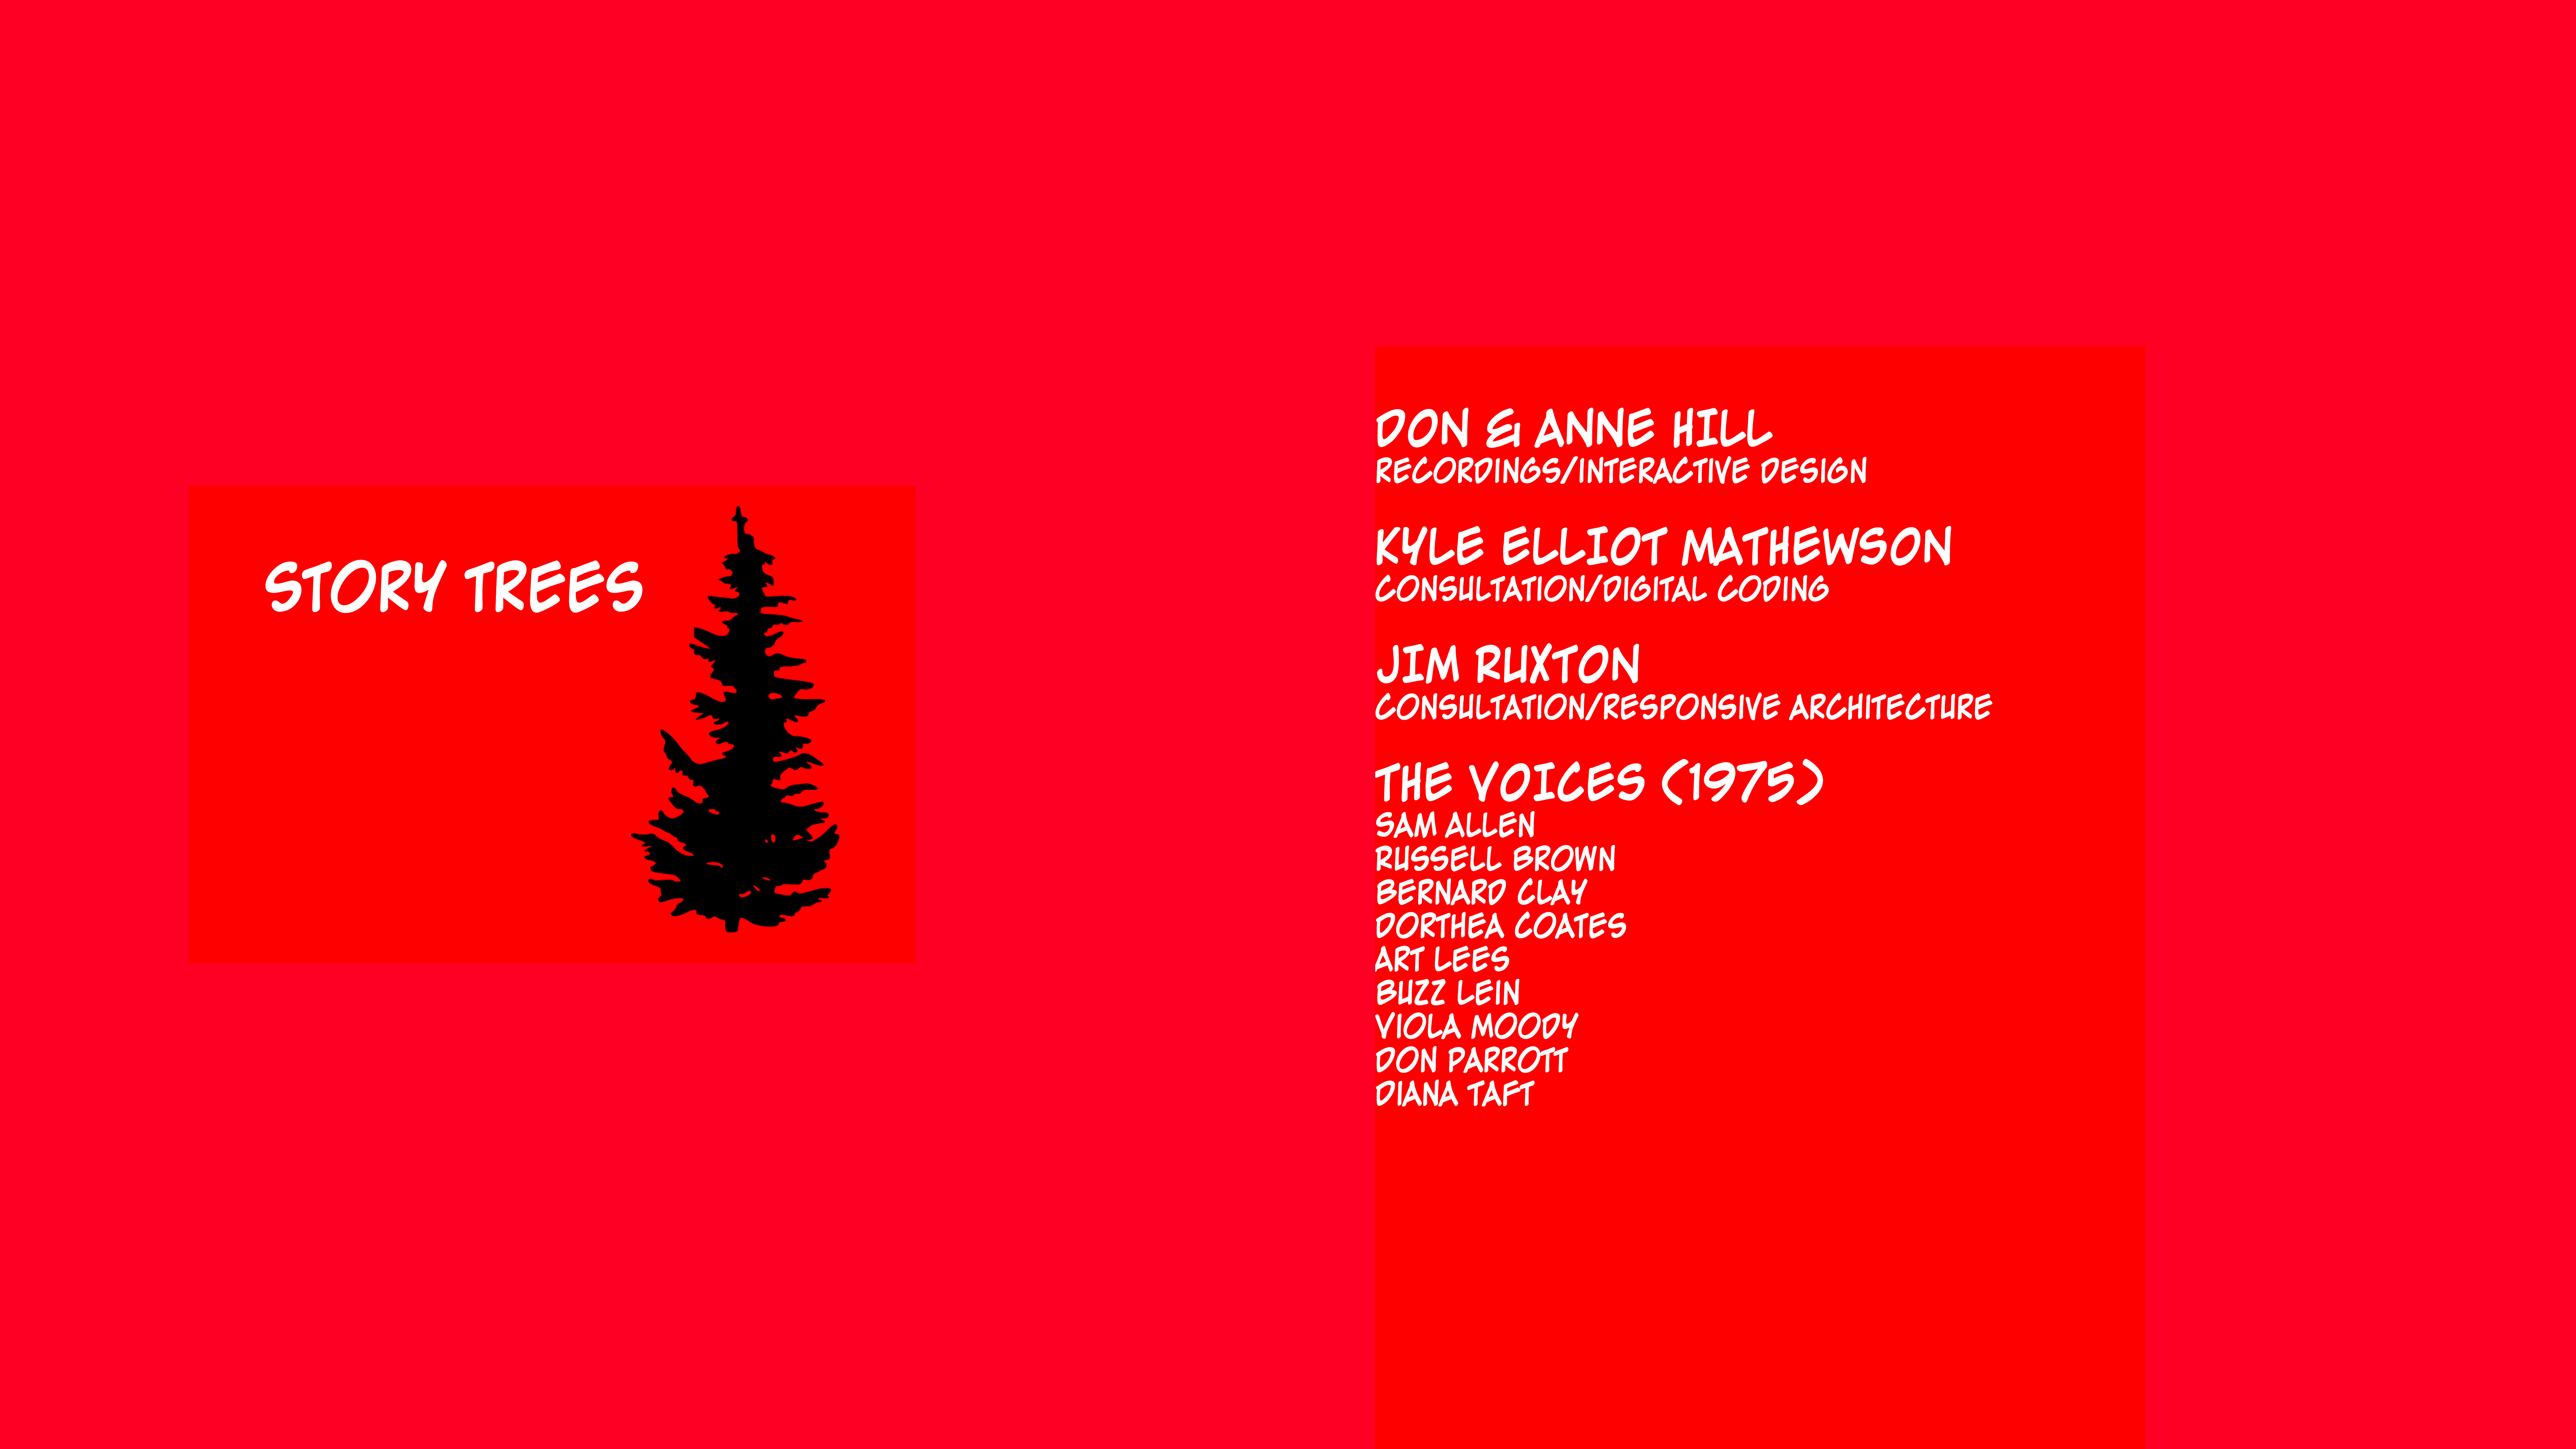 STORY TREES
DON & ANNE HILL
RECORDINGS/INTERACTIVE DESIGN
KYLE ELLIOT MATHEWSON
CONSULTATION/DIGITAL CODING
JIM RUXTON
CONSULTATION/RESPONSIVE ARCHITECTURE
THE VOICES (1975)
SAM ALLEN
RUSSELL BROWN
BERNARD CLAY
DORTHEA COATES
ART LEES
BUZZ LEIN
VIOLA MOODY
DON PARROTT
DIANA TAFT